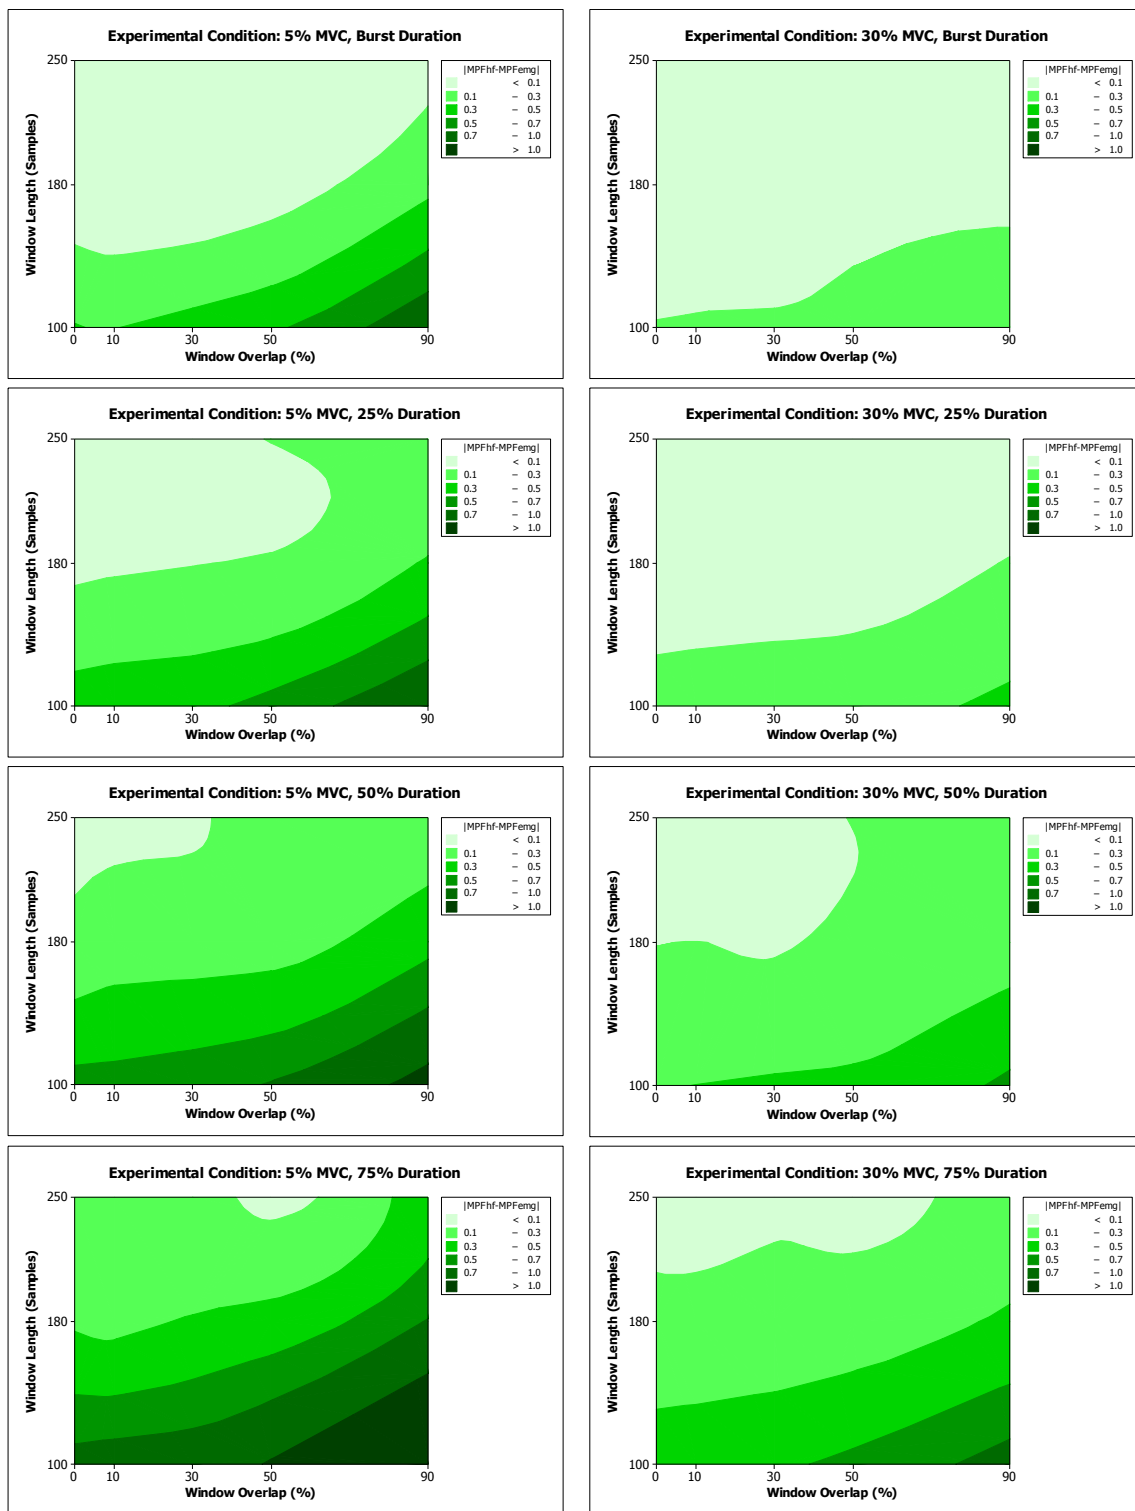 Experimental Condition: 5% MVC, Burst Duration
250
180
100
Window Length (Samples)
0 10 30 50 90
Window Overlap (%)
|MPFhf-MPFemg|
< 0.1
0.1 – 0.3
0.3 – 0.5
0.5 – 0.7
0.7 – 1.0
> 1.0
Experimental Condition: 30% MVC, Burst Duration
250
180
100
Window Length (Samples)
0 10 30 50 90
Window Overlap (%)
|MPFhf-MPFemg|
< 0.1
0.1 – 0.3
0.3 – 0.5
0.5 – 0.7
0.7 – 1.0
> 1.0
Experimental Condition: 5% MVC, 25% Duration
250
180
100
Window Length (Samples)
0 10 30 50 90
Window Overlap (%)
|MPFhf-MPFemg|
< 0.1
0.1 – 0.3
0.3 – 0.5
0.5 – 0.7
0.7 – 1.0
> 1.0
Experimental Condition: 30% MVC, 25% Duration
250
180
100
Window Length (Samples)
0 10 30 50 90
Window Overlap (%)
|MPFhf-MPFemg|
< 0.1
0.1 – 0.3
0.3 – 0.5
0.5 – 0.7
0.7 – 1.0
> 1.0
Experimental Condition: 5% MVC, 50% Duration
250
180
100
Window Length (Samples)
0 10 30 50 90
Window Overlap (%)
|MPFhf-MPFemg|
< 0.1
0.1 – 0.3
0.3 – 0.5
0.5 – 0.7
0.7 – 1.0
> 1.0
Experimental Condition: 30% MVC, 50% Duration
250
180
100
Window Length (Samples)
0 10 30 50 90
Window Overlap (%)
|MPFhf-MPFemg|
< 0.1
0.1 – 0.3
0.3 – 0.5
0.5 – 0.7
0.7 – 1.0
> 1.0
Experimental Condition: 5% MVC, 75% Duration
250
180
100
Window Length (Samples)
0 10 30 50 90
Window Overlap (%)
|MPFhf-MPFemg|
< 0.1
0.1 – 0.3
0.3 – 0.5
0.5 – 0.7
0.7 – 1.0
> 1.0
Experimental Condition: 30% MVC, 75% Duration
250
180
100
Window Length (Samples)
0 10 30 50 90
Window Overlap (%)
|MPFhf-MPFemg|
< 0.1
0.1 – 0.3
0.3 – 0.5
0.5 – 0.7
0.7 – 1.0
> 1.0